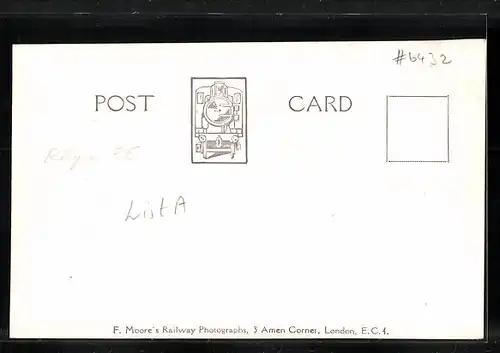 #6432
POST CARD
List A
F. Moore's Railway Photographs, 3 Amen Corner, London, E.C.4.